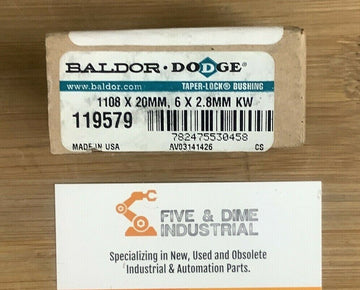 BALDOR · DODGE®
www.baldor.com TAPER-LOCK® BUSHING
1108 X 20MM, 6 X 2.8MM KW
119579
782475530458
MADE IN USA AV03141426 CS
FIVE & DIME
INDUSTRIAL
Specializing in New, Used and Obsolete
Industrial & Automation Parts.